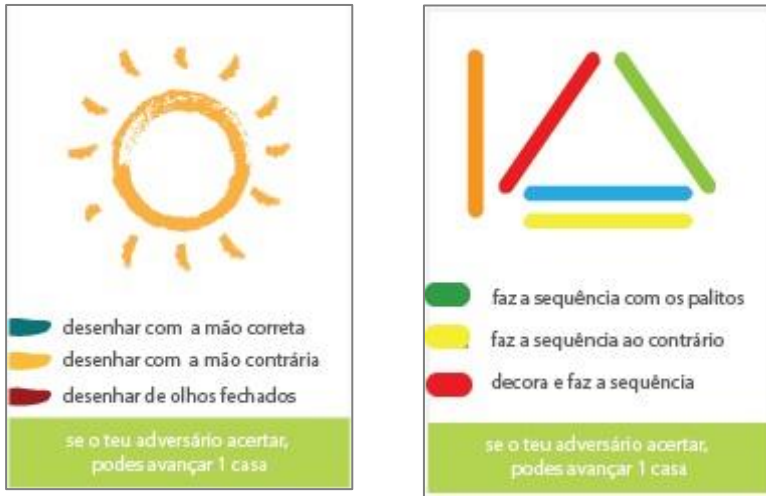 desenhar com a mão correta
desenhar com a mão contrária
desenhar de olhos fechados
se o teu adversário acertar,
podes avançar 1 casa
faz a sequência com os palitos
faz a sequência ao contrário
decora e faz a sequência
se o teu adversário acertar,
podes avançar 1 casa